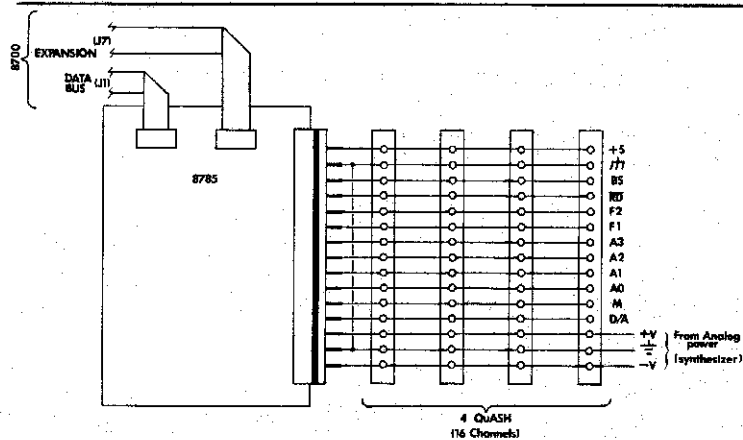 8700
(J7)
EXPANSION
DATA (J1)
BUS
8785
+5
BS
RD
F2
F1
A3
A2
A1
A0
M
D/A
+V
From Analog
power
(synthesizer)
−V
4 QuASH
(16 Channels)